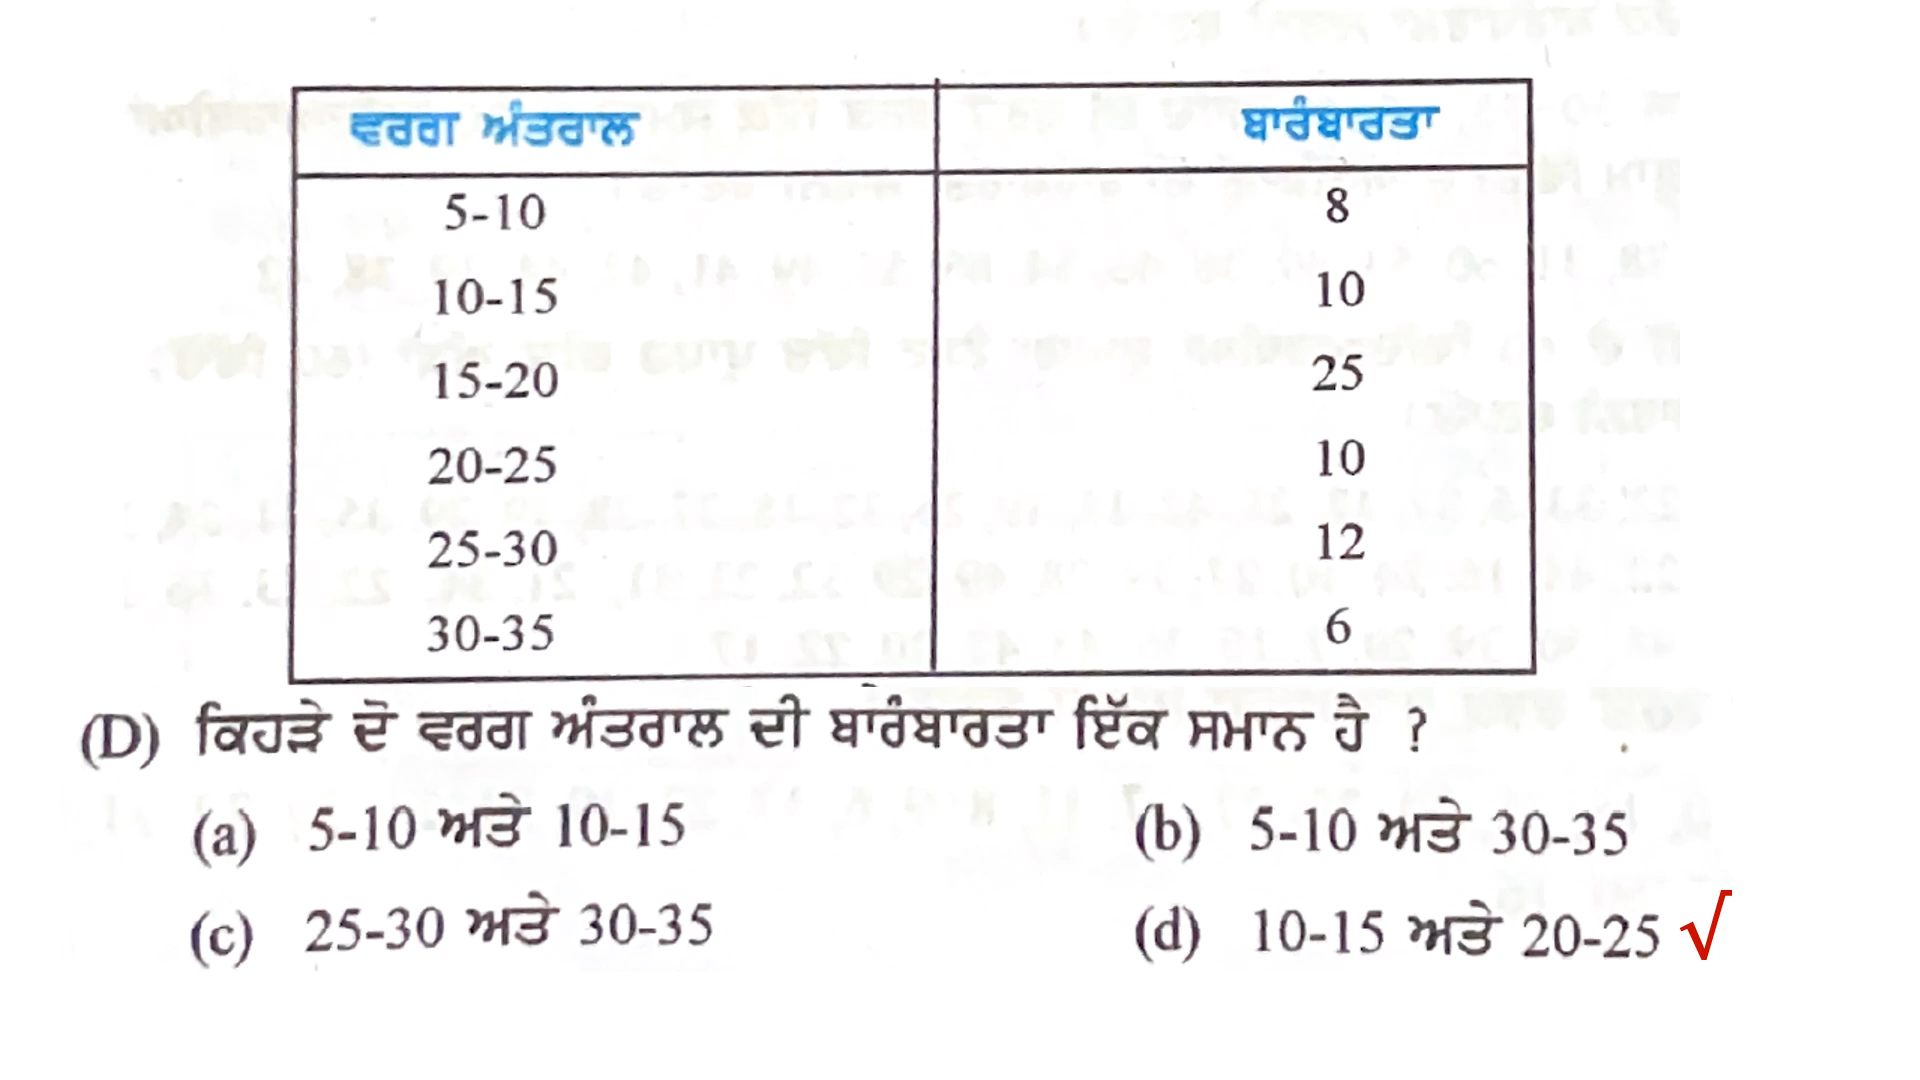 ਵਰਗ ਅੰਤਰਾਲ ਬਾਰੰਬਾਰਤਾ
5-10 8
10-15 10
15-20 25
20-25 10
25-30 12
30-35 6
(D) ਕਿਹੜੇ ਦੋ ਵਰਗ ਅੰਤਰਾਲ ਦੀ ਬਾਰੰਬਾਰਤਾ ਇੱਕ ਸਮਾਨ ਹੈ ?
(a) 5-10 ਅਤੇ 10-15 (b) 5-10 ਅਤੇ 30-35
(c) 25-30 ਅਤੇ 30-35 (d) 10-15 ਅਤੇ 20-25 √